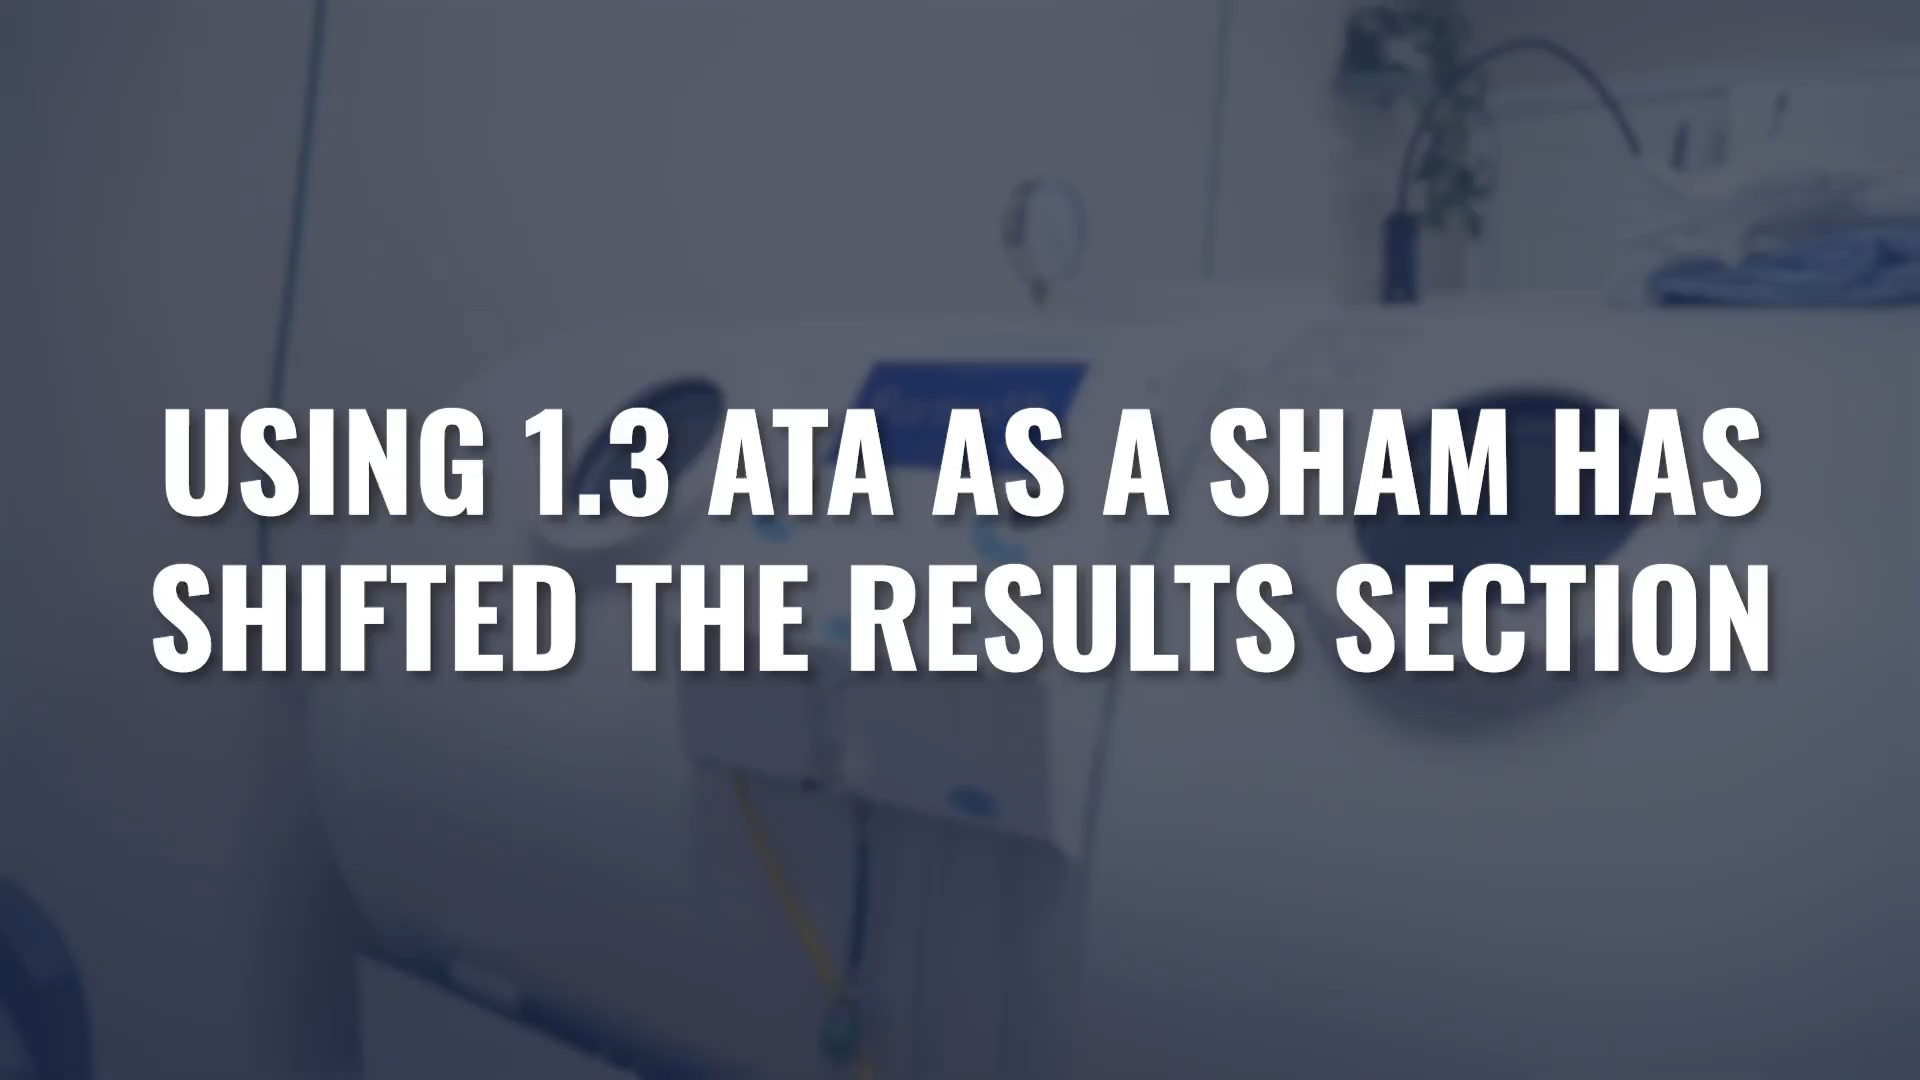 USING 1.3 ATA AS A SHAM HAS
SHIFTED THE RESULTS SECTION